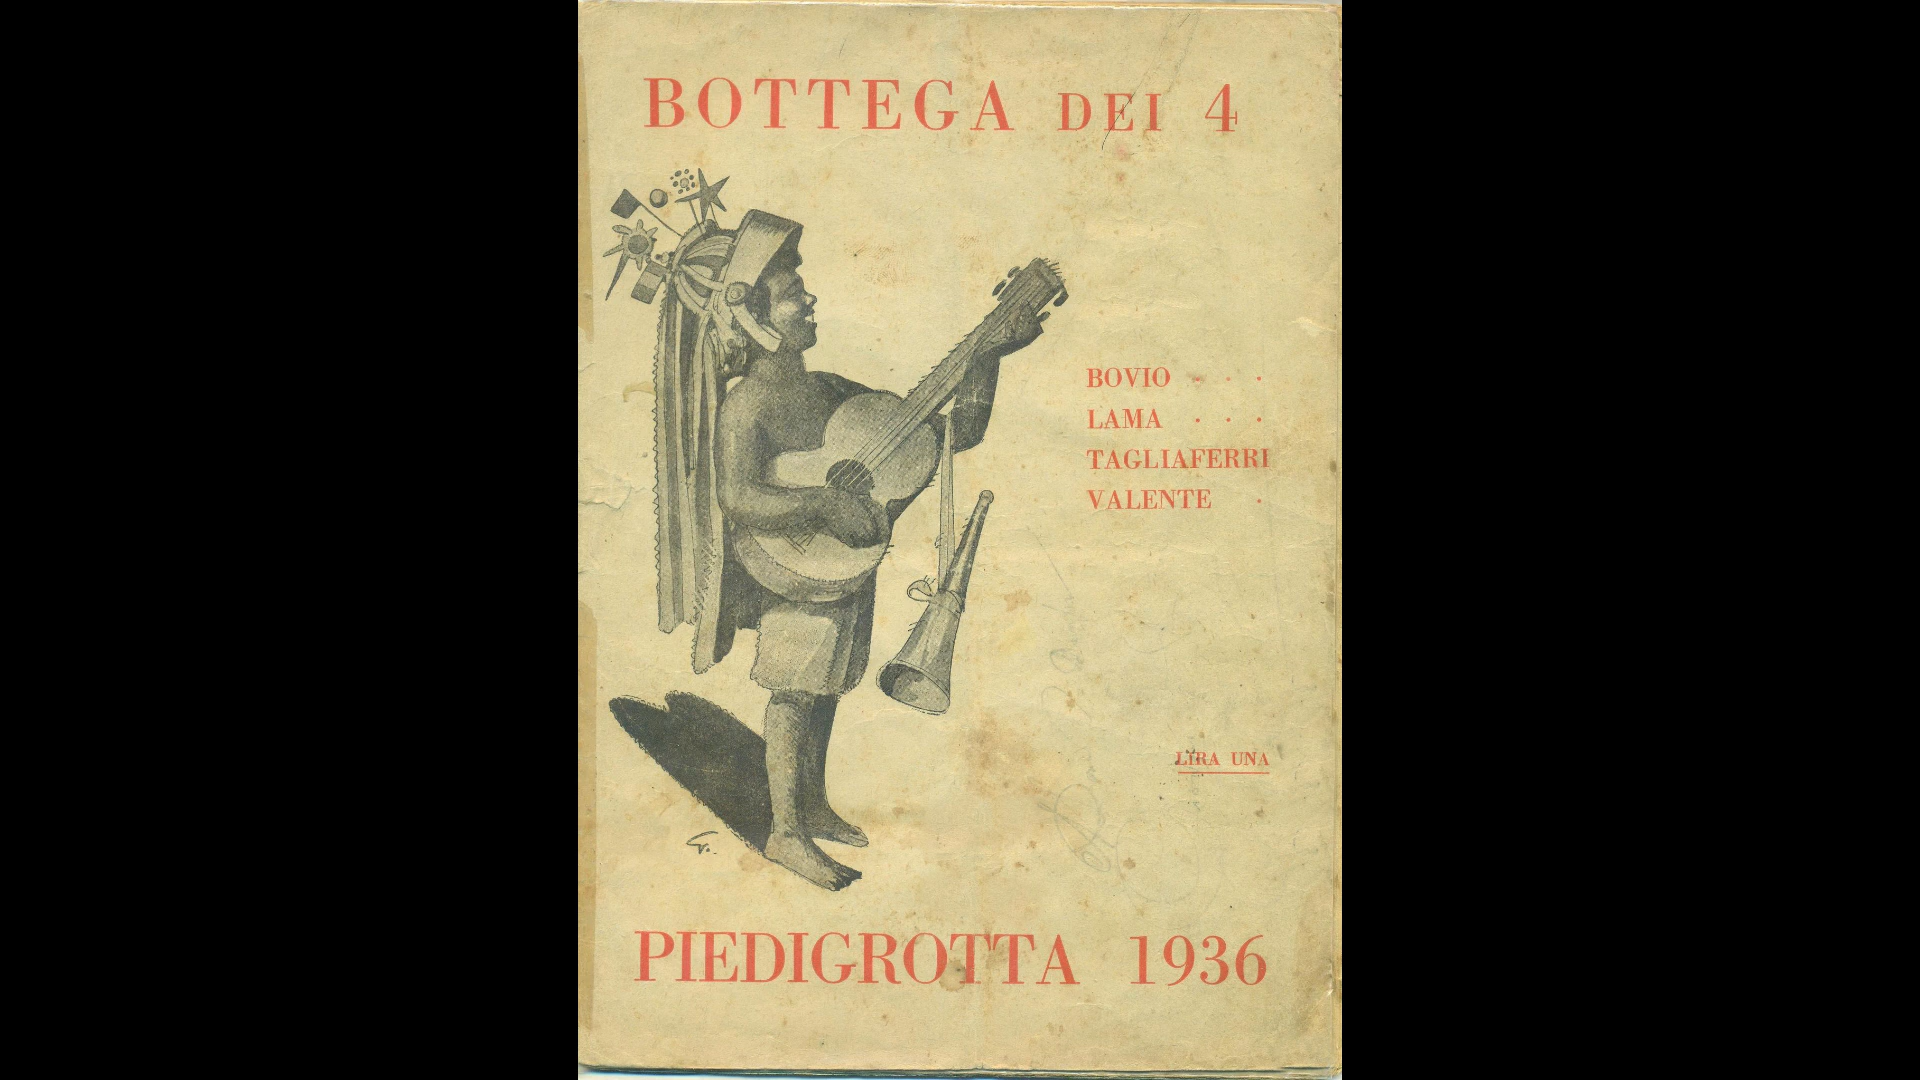 BOTTEGA DEI 4
BOVIO . . .
LAMA . . .
TAGLIAFERRI
VALENTE .
LIRA UNA
G.
PIEDIGROTTA 1936